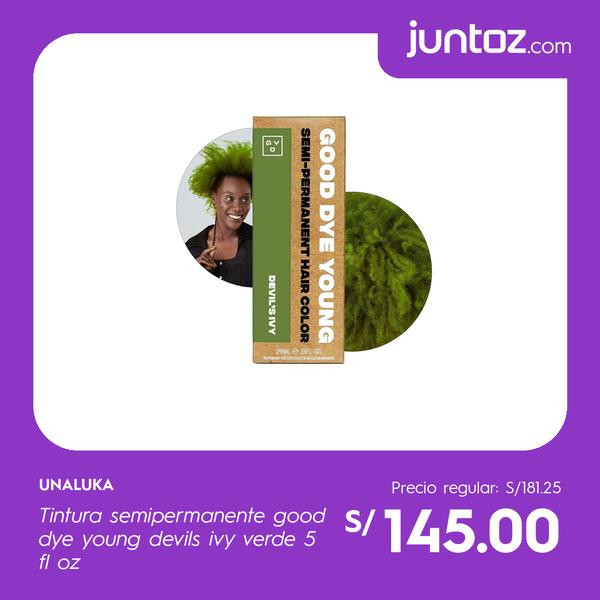 juntoz.com
GOOD DYE YOUNG
SEMI-PERMANENT HAIR COLOR
DEVIL'S IVY
UNALUKA
Tintura semipermanente good
dye young devils ivy verde 5
fl oz
Precio regular: S/181.25
S/145.00